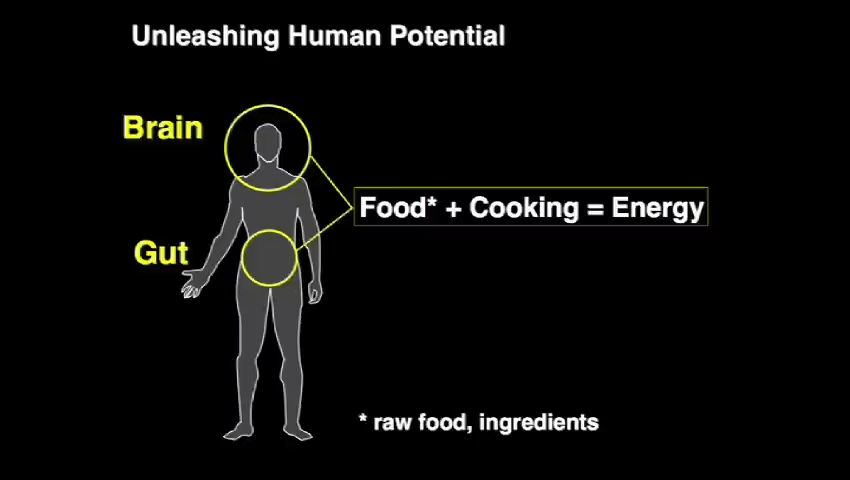 Unleashing Human Potential
Brain
Food* + Cooking = Energy
Gut
* raw food, ingredients